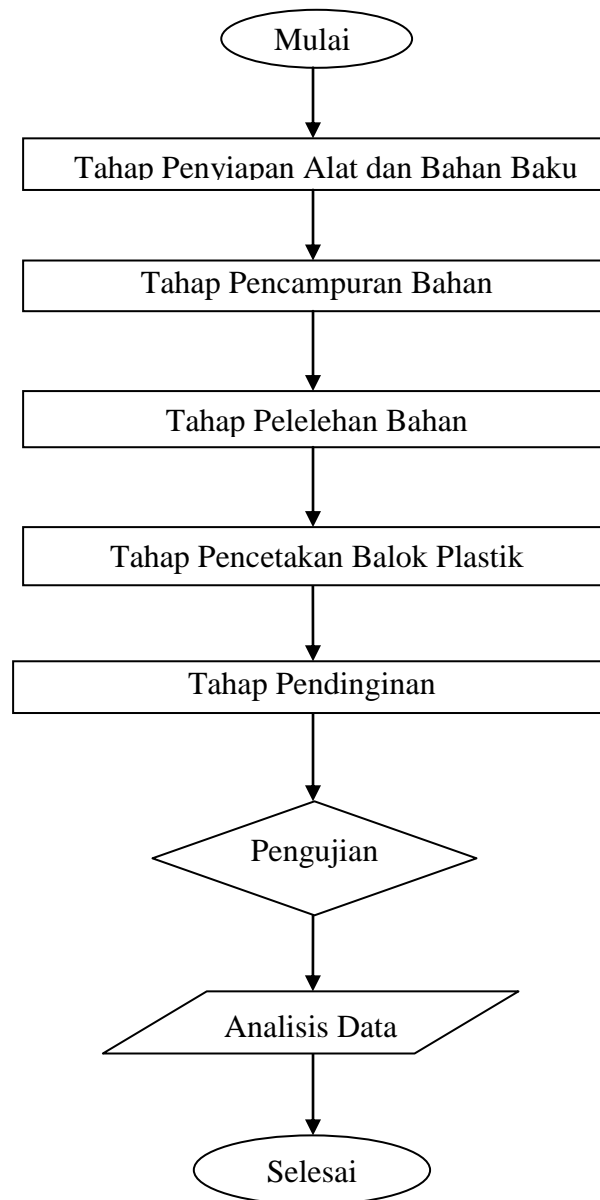 Mulai
Tahap Penyiapan Alat dan Bahan Baku
Tahap Pencampuran Bahan
Tahap Pelelehan Bahan
Tahap Pencetakan Balok Plastik
Tahap Pendinginan
Pengujian
Analisis Data
Selesai